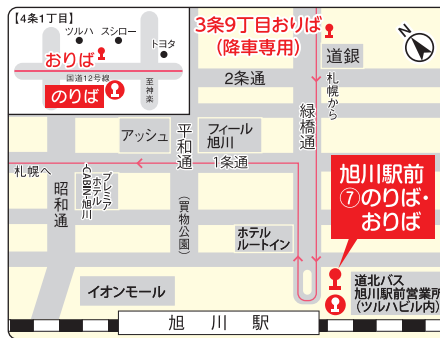 【4条1丁目】
ツルハ スシロー
おりば
トヨタ
国道12号線
のりば
至神楽
3条9丁目おりば
(降車専用)
道銀
N
2条通
札幌から
緑橋通
アッシュ
平和通
フィール
旭川
1条通
札幌へ
昭和通
プレミア
ホテル
-CABIN-旭川
(買物公園)
旭川駅前
⑦のりば・
おりば
ホテル
ルートイン
イオンモール
道北バス
旭川駅前営業所
(ツルハビル内)
旭川駅